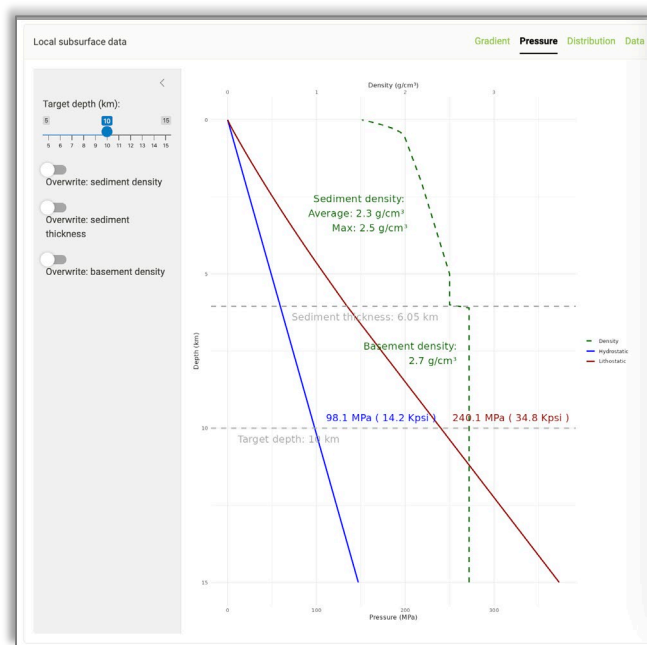 Local subsurface data
Gradient Pressure Distribution Data
Target depth (km):
5 10 15
5 6 7 8 9 10 11 12 13 14 15
Overwrite: sediment density
Overwrite: sediment
thickness
Overwrite: basement density
Density (g/cm³)
0 1 2 3
0
Sediment density:
Average: 2.3 g/cm³
Max: 2.5 g/cm³
5
Sediment thickness: 6.05 km
Basement density:
2.7 g/cm³
Depth (km)
Density
Hydrostatic
Lithostatic
98.1 MPa ( 14.2 Kpsi ) 240.1 MPa ( 34.8 Kpsi )
10
Target depth: 10 km
15
0 100 200 300
Pressure (MPa)